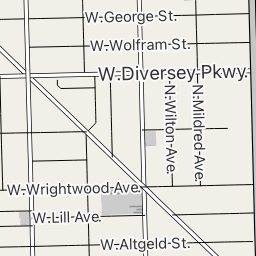 W. George St.
W. Wolfram St.
W. Diversey Pkwy.
N. Wilton Ave.
N. Mildred Ave.
W. Wrightwood Ave.
W. Lill Ave.
W. Altgeld St.